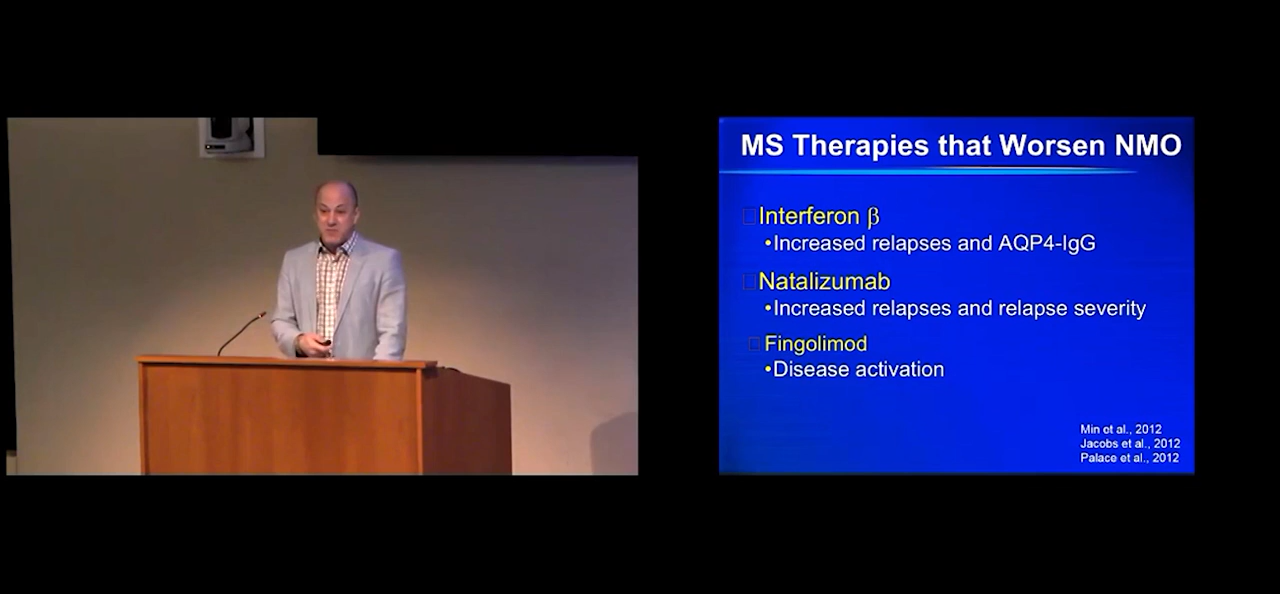 MS Therapies that Worsen NMO
Interferon β
•Increased relapses and AQP4-IgG
Natalizumab
•Increased relapses and relapse severity
Fingolimod
•Disease activation
Min et al., 2012
Jacobs et al., 2012
Palace et al., 2012